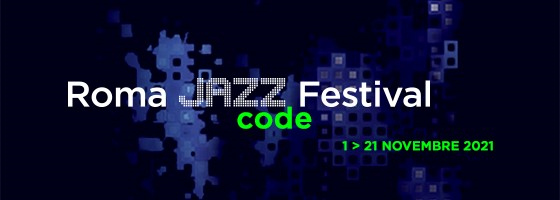 Roma JAZZ Festival
code
1 > 21 NOVEMBRE 2021